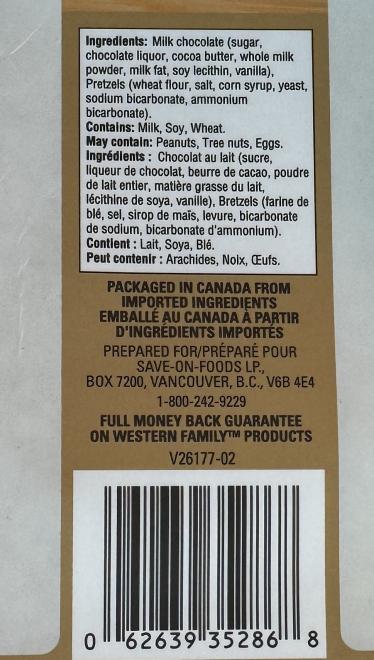 Ingredients: Milk chocolate (sugar,
chocolate liquor, cocoa butter, whole milk
powder, milk fat, soy lecithin, vanilla),
Pretzels (wheat flour, salt, corn syrup, yeast,
sodium bicarbonate, ammonium
bicarbonate).
Contains: Milk, Soy, Wheat.
May contain: Peanuts, Tree nuts, Eggs.
Ingrédients : Chocolat au lait (sucre,
liqueur de chocolat, beurre de cacao, poudre
de lait entier, matière grasse du lait,
lécithine de soya, vanille), Bretzels (farine de
blé, sel, sirop de maïs, levure, bicarbonate
de sodium, bicarbonate d'ammonium).
Contient : Lait, Soya, Blé.
Peut contenir : Arachides, Noix, Œufs.
PACKAGED IN CANADA FROM
IMPORTED INGREDIENTS
EMBALLÉ AU CANADA À PARTIR
D'INGRÉDIENTS IMPORTÉS
PREPARED FOR/PRÉPARÉ POUR
SAVE-ON-FOODS LP.,
BOX 7200, VANCOUVER, B.C., V6B 4E4
1-800-242-9229
FULL MONEY BACK GUARANTEE
ON WESTERN FAMILY™ PRODUCTS
V26177-02
0 62639 35286 8